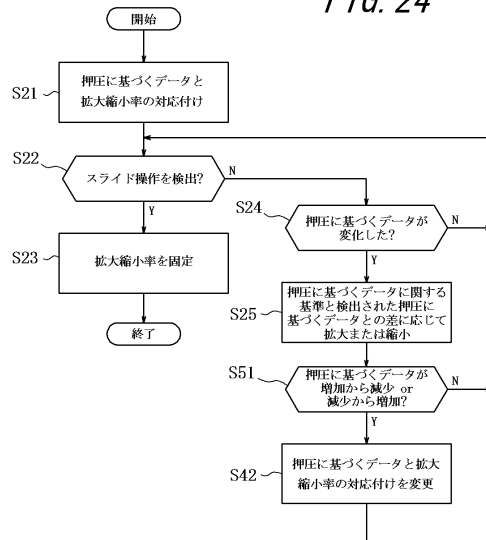 FIG. 24
開始
S21
押圧に基づくデータと
拡大縮小率の対応付け
S22
スライド操作を検出?
N
Y
S23
拡大縮小率を固定
終了
S24
押圧に基づくデータが
変化した?
N
Y
S25
押圧に基づくデータに関する
基準と検出された押圧に
基づくデータとの差に応じて
拡大または縮小
S51
押圧に基づくデータが
増加から減少 or
減少から増加?
N
Y
S42
押圧に基づくデータと拡大
縮小率の対応付けを変更